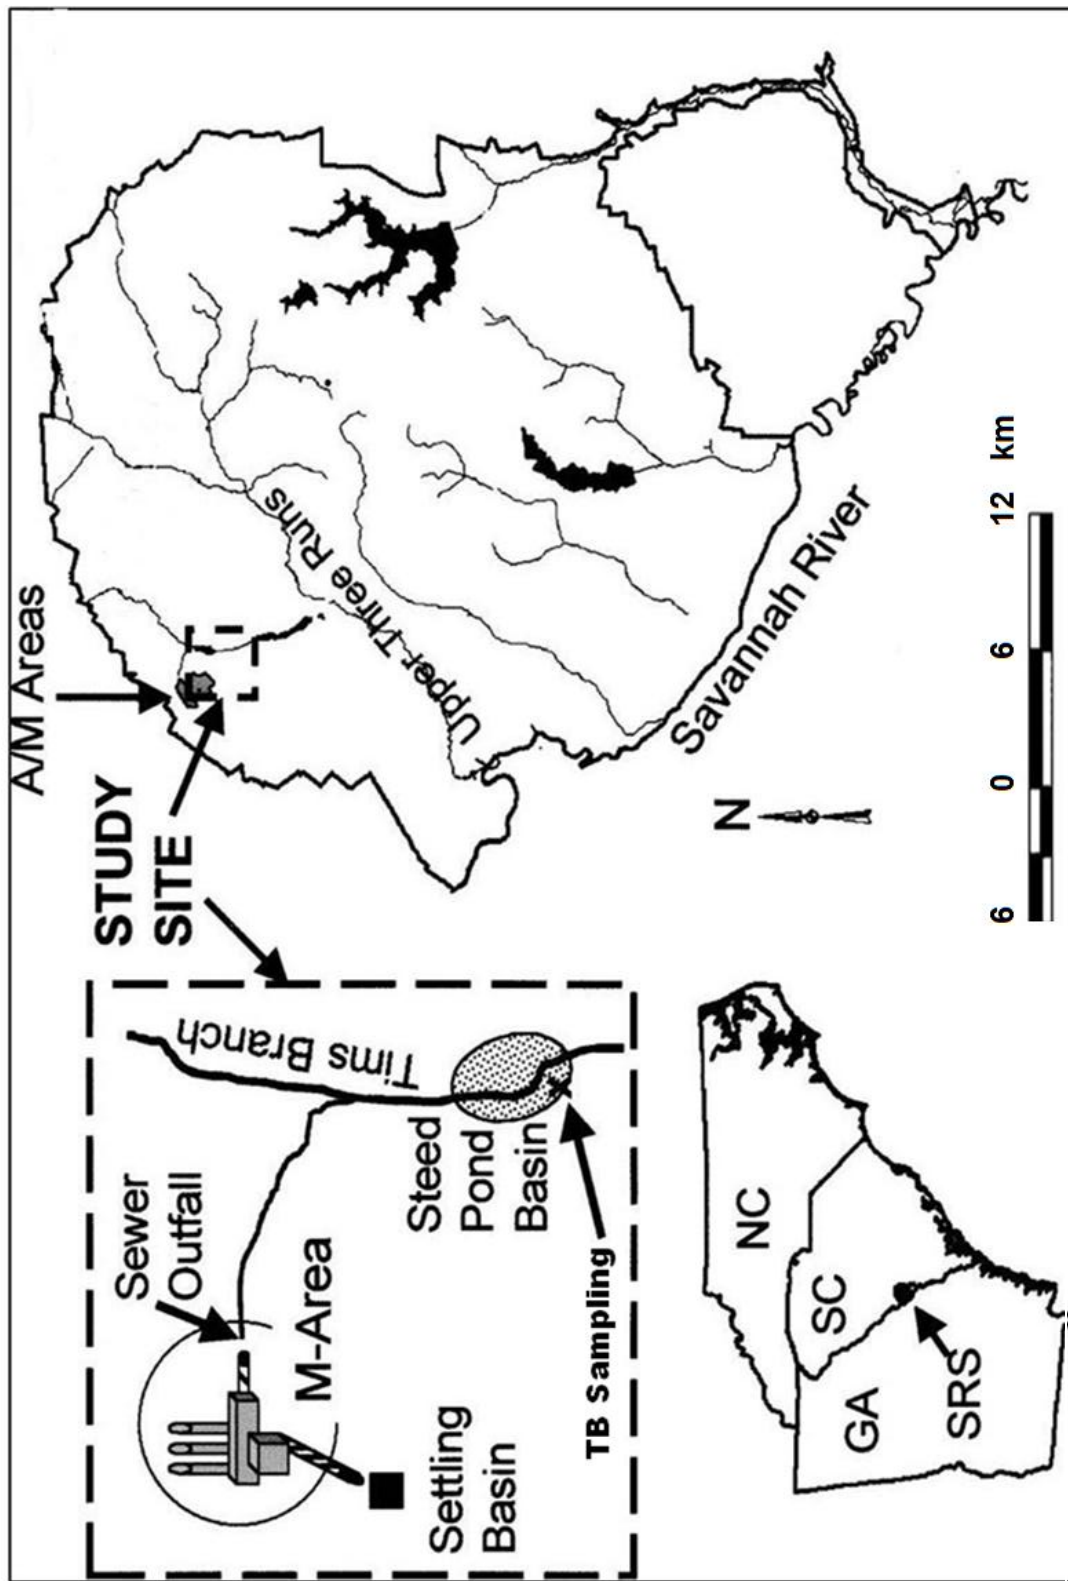 A/M Areas
STUDY
SITE
Upper Three Runs
Savannah River
N
6 0 6 12 km
Sewer
Outfall
Tims Branch
M-Area
Steed
Pond
Basin
Settling
Basin
TB Sampling
NC
SC
GA
SRS